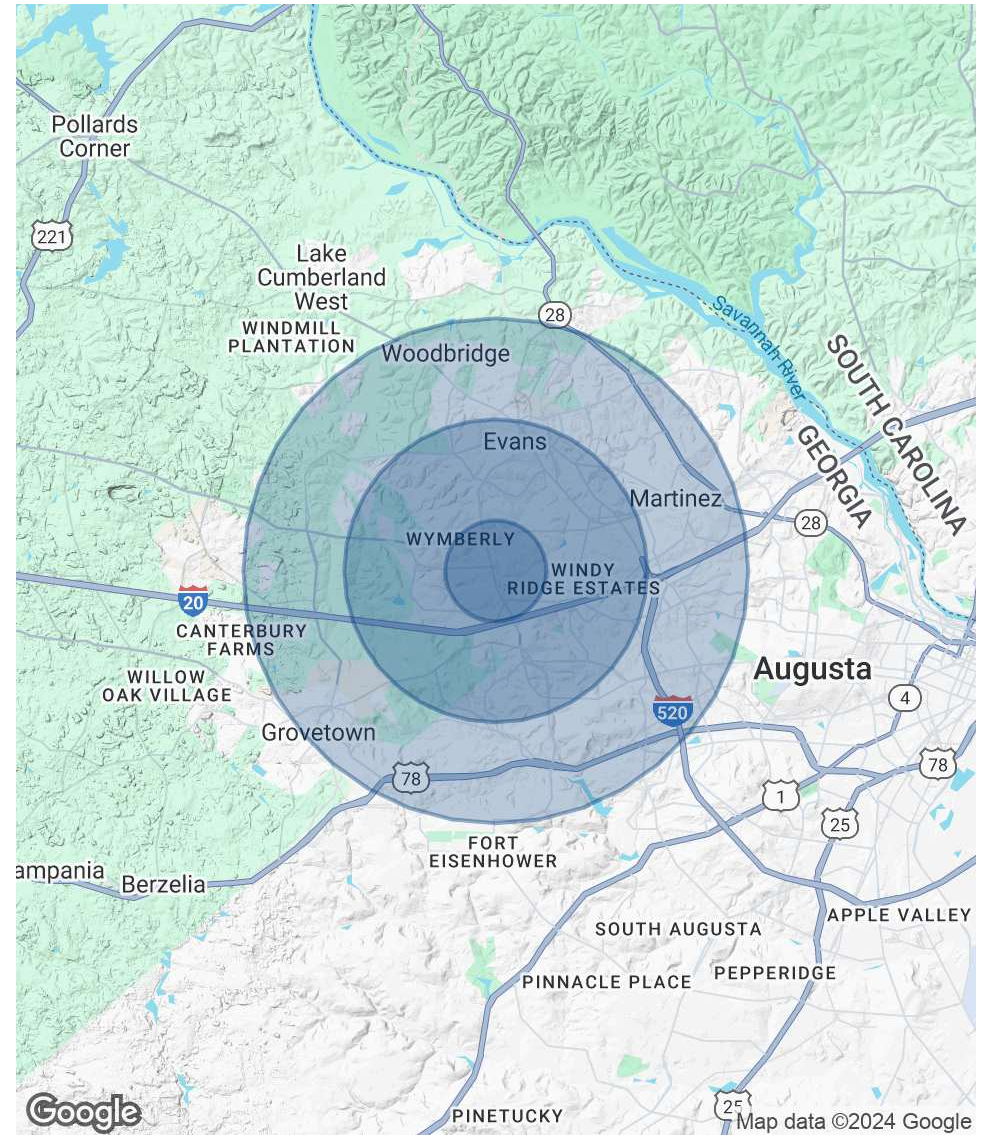 Pollards
Corner
221
Lake
Cumberland
West
WINDMILL
PLANTATION
28
Woodbridge
Savannah River
SOUTH CAROLINA
GEORGIA
Evans
Martinez
28
WYMBERLY
WINDY
RIDGE ESTATES
20
CANTERBURY
FARMS
WILLOW
OAK VILLAGE
Augusta
4
520
Grovetown
78
78
1
25
FORT
EISENHOWER
ampania
Berzelia
APPLE VALLEY
SOUTH AUGUSTA
PINNACLE PLACE
PEPPERIDGE
Google
PINETUCKY
25
Map data ©2024 Google